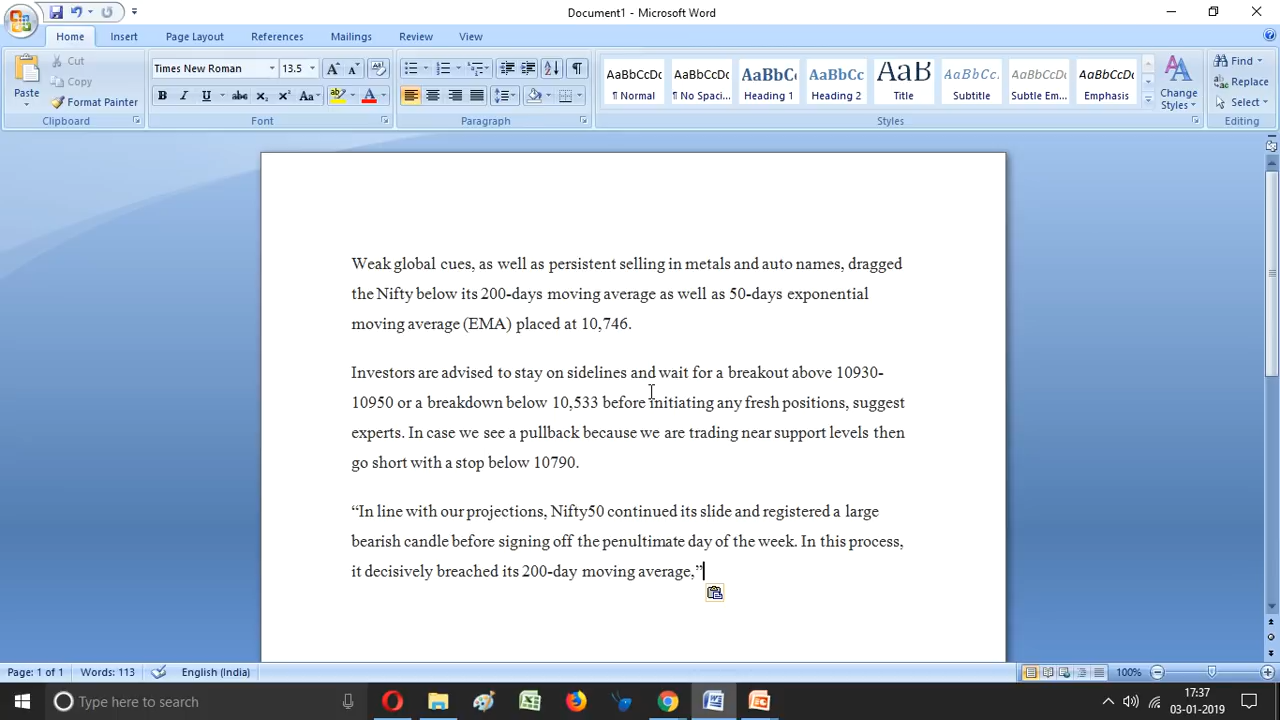 Document1 - Microsoft Word
Home Insert Page Layout References Mailings Review View
Paste Cut Copy Format Painter
Clipboard
Times New Roman 13.5
Font
Paragraph
AaBbCcDc AaBbCcDc AaBbC AaBbCc AaB AaBbCc. AaBbCcDc AaBbCcDc
¶ Normal ¶ No Spaci... Heading 1 Heading 2 Title Subtitle Subtle Em... Emphasis
Change Styles
Styles
Find
Replace
Select
Editing
Weak global cues, as well as persistent selling in metals and auto names, dragged
the Nifty below its 200-days moving average as well as 50-days exponential
moving average (EMA) placed at 10,746.
Investors are advised to stay on sidelines and wait for a breakout above 10930-
10950 or a breakdown below 10,533 before initiating any fresh positions, suggest
experts. In case we see a pullback because we are trading near support levels then
go short with a stop below 10790.
“In line with our projections, Nifty50 continued its slide and registered a large
bearish candle before signing off the penultimate day of the week. In this process,
it decisively breached its 200-day moving average,”
Page: 1 of 1 Words: 113 English (India) 100%
Type here to search
17:37
03-01-2019